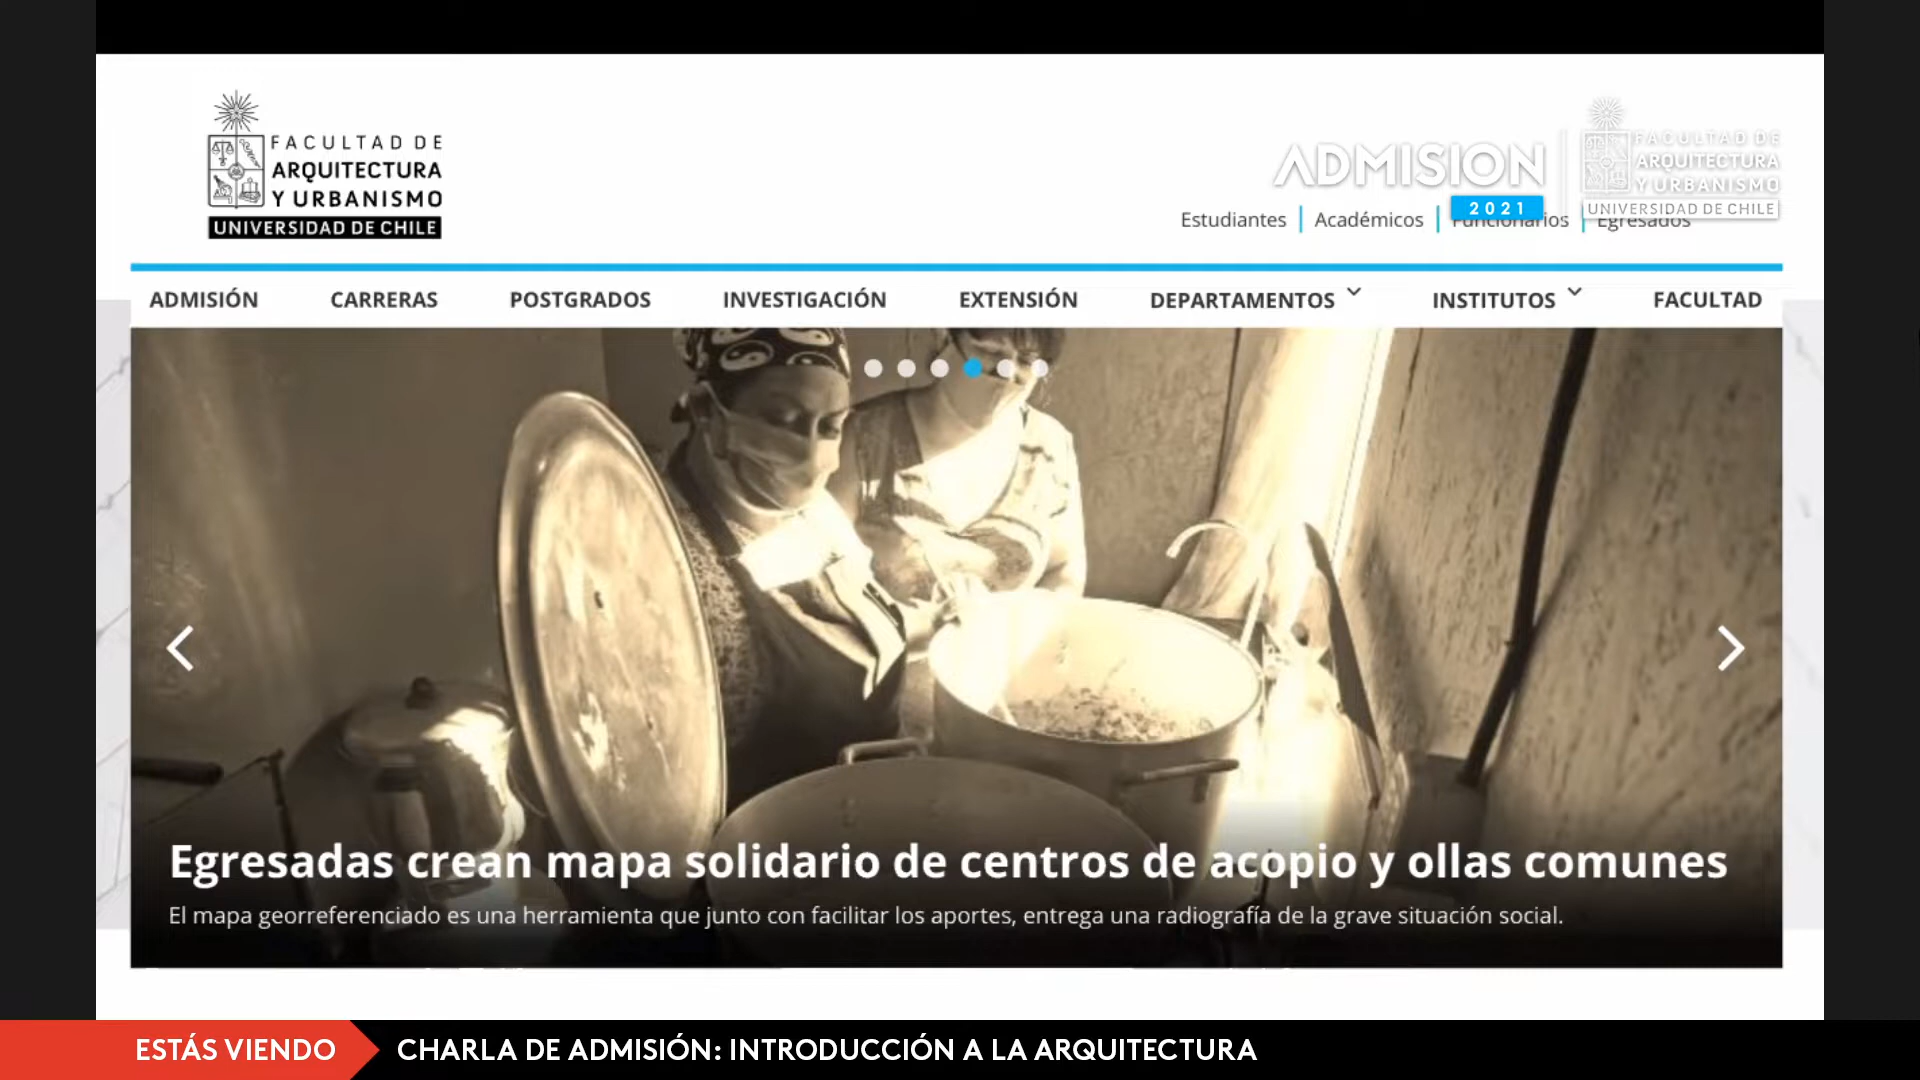 FACULTAD DE
ARQUITECTURA
Y URBANISMO
UNIVERSIDAD DE CHILE
ADMISION
2021
FACULTAD DE
ARQUITECTURA
Y URBANISMO
UNIVERSIDAD DE CHILE
Estudiantes | Académicos | Funcionarios | Egresados
ADMISIÓN CARRERAS POSTGRADOS INVESTIGACIÓN EXTENSIÓN DEPARTAMENTOS INSTITUTOS FACULTAD
Egresadas crean mapa solidario de centros de acopio y ollas comunes
El mapa georreferenciado es una herramienta que junto con facilitar los aportes, entrega una radiografía de la grave situación social.
ESTÁS VIENDO CHARLA DE ADMISIÓN: INTRODUCCIÓN A LA ARQUITECTURA